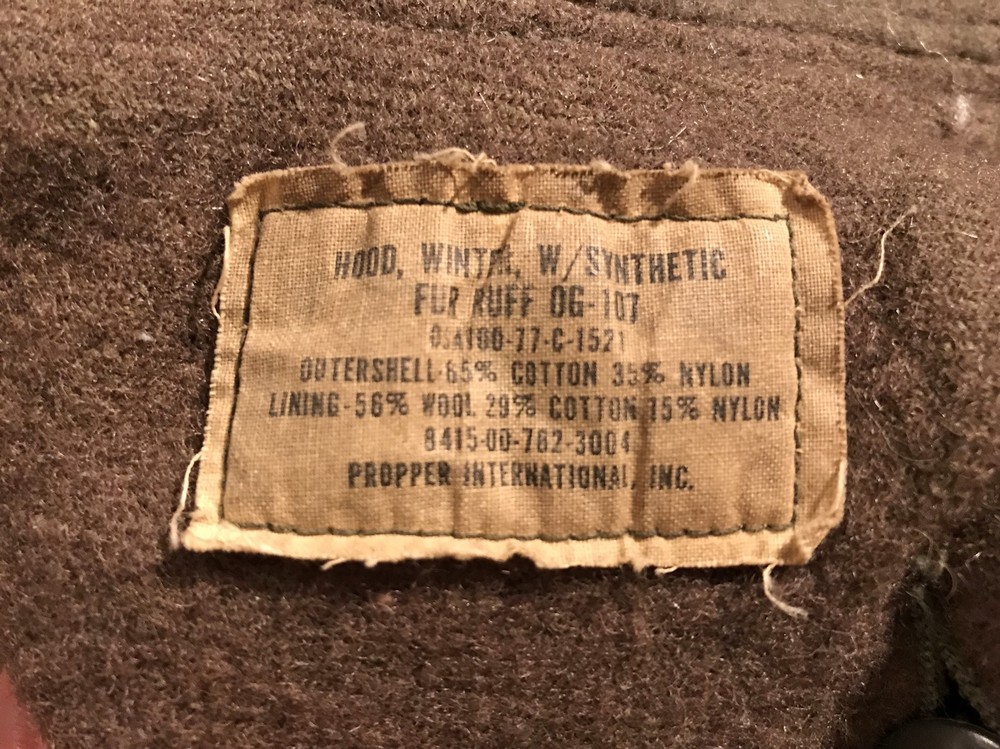 HOOD, WINTER, W/SYNTHETIC
FUR RUFF OG-107
DSA100-77-C-1521
OUTERSHELL-65% COTTON 35% NYLON
LINING-56% WOOL 29% COTTON 15% NYLON
8415-00-782-3004
PROPPER INTERNATIONAL, INC.